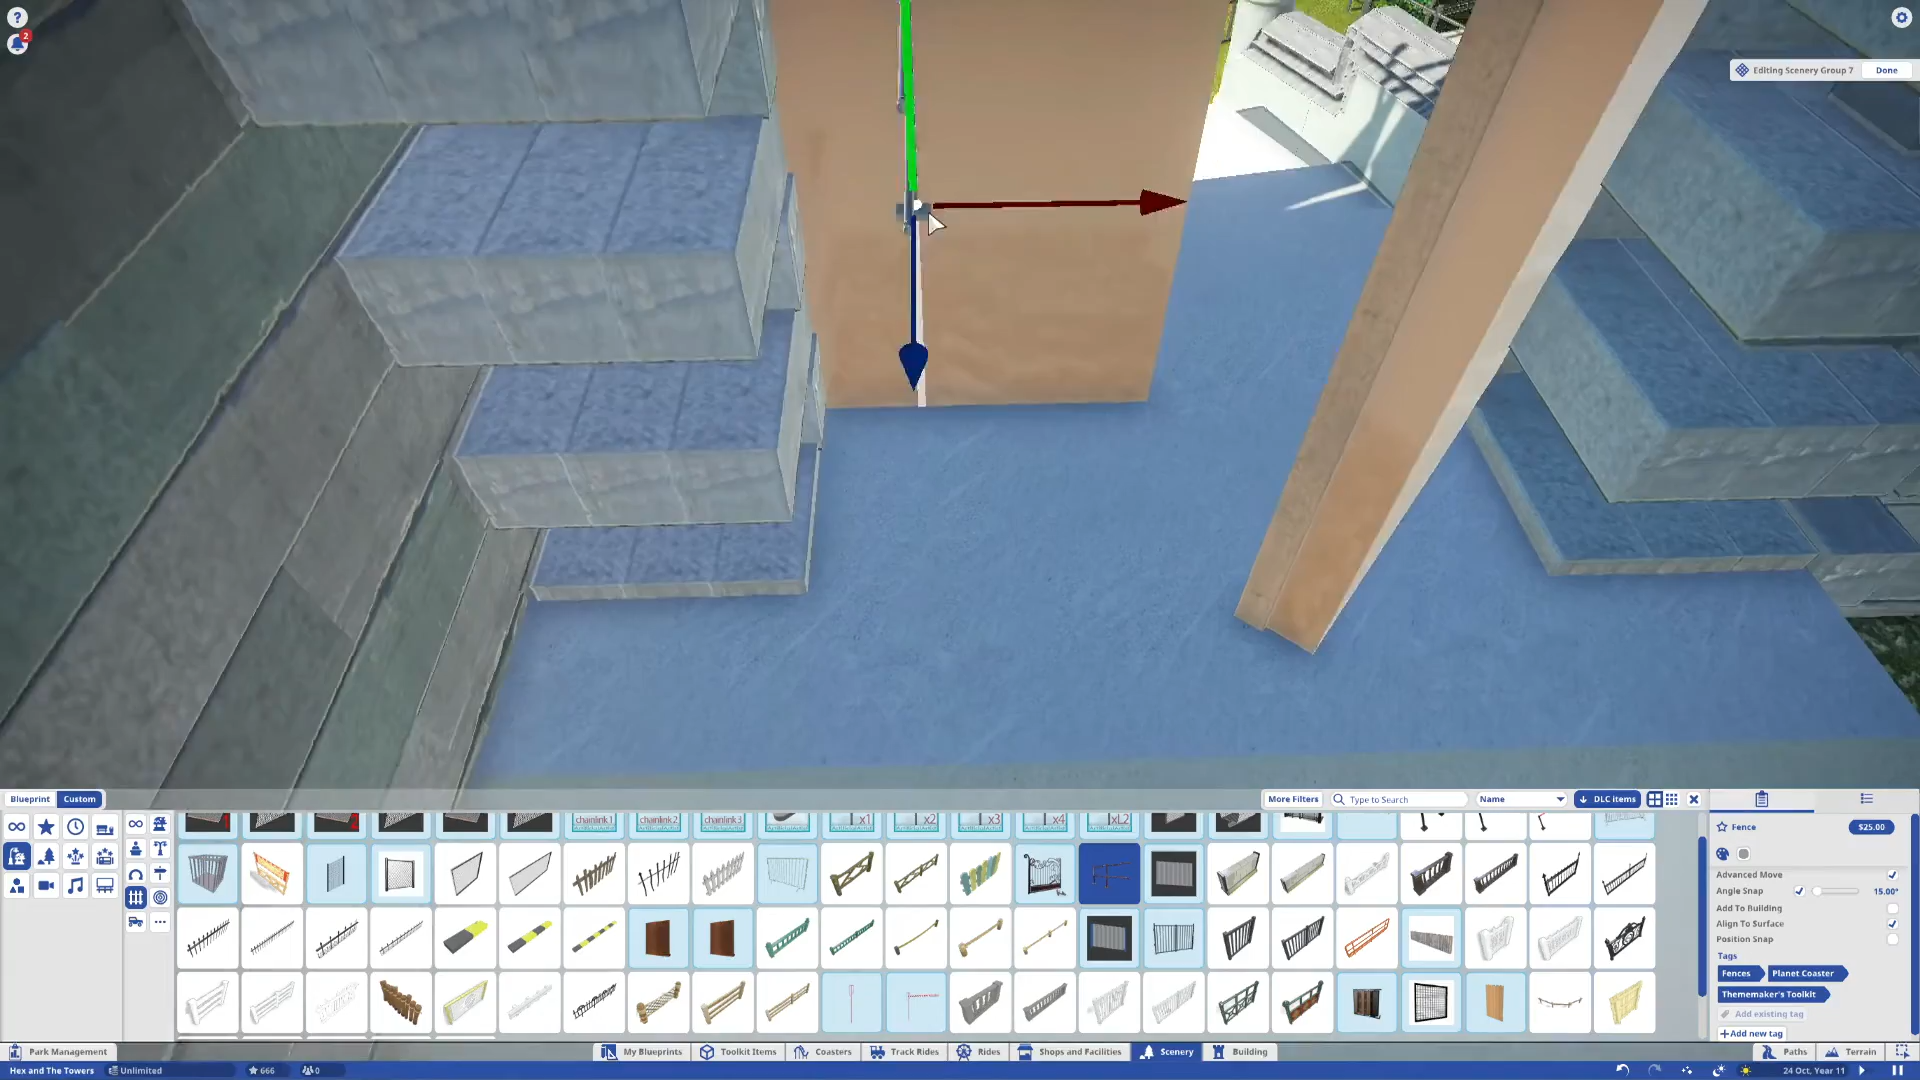 ?
2
Editing Scenery Group 7 Done
Blueprint Custom
More Filters Type to Search Name DLC items
chainlink1 chainlink2 chainlink3 x1 x2 x3 x4 xL2
Fence $25.00
Advanced Move
Angle Snap 15.00°
Add To Building
Align To Surface
Position Snap
Tags
Fences Planet Coaster
Thememaker's Toolkit
Add existing tag
+Add new tag
Park Management My Blueprints Toolkit Items Coasters Track Rides Rides Shops and Facilities Scenery Building Paths Terrain
Hex and The Towers Unlimited 666 0 24 Oct, Year 11